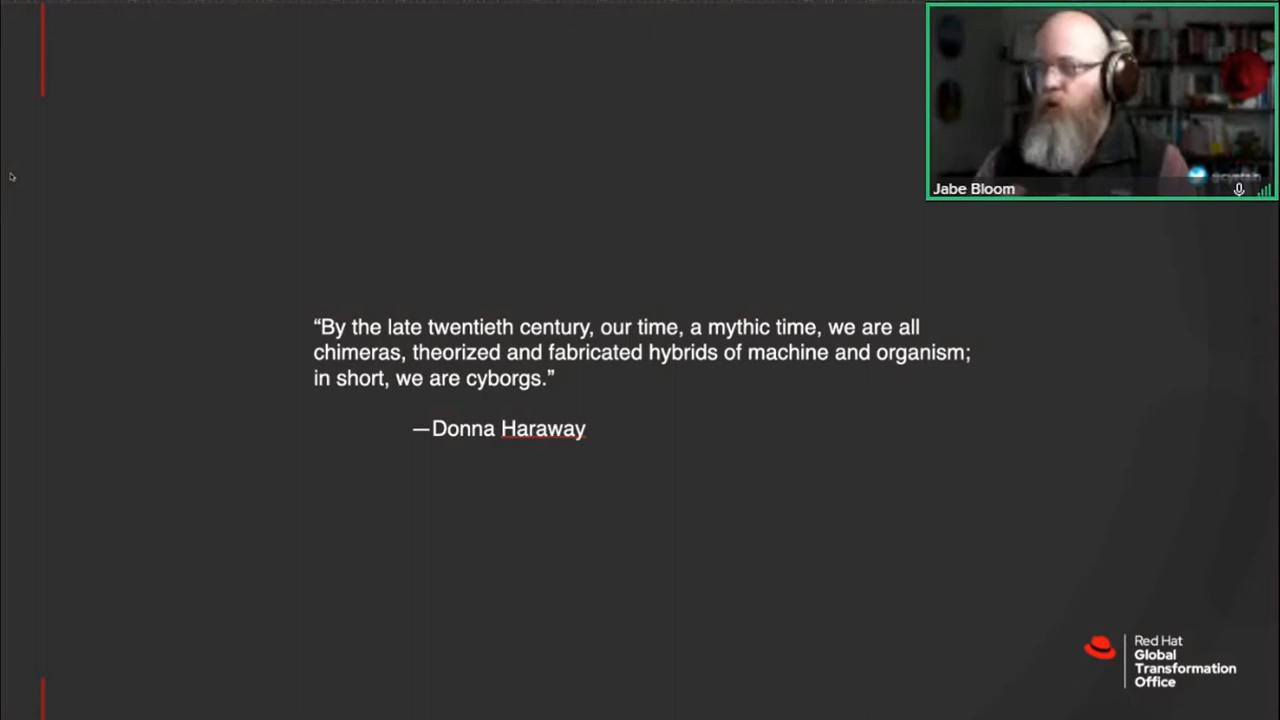 Jabe Bloom
“By the late twentieth century, our time, a mythic time, we are all
chimeras, theorized and fabricated hybrids of machine and organism;
in short, we are cyborgs.”
—Donna Haraway
Red Hat
Global
Transformation
Office